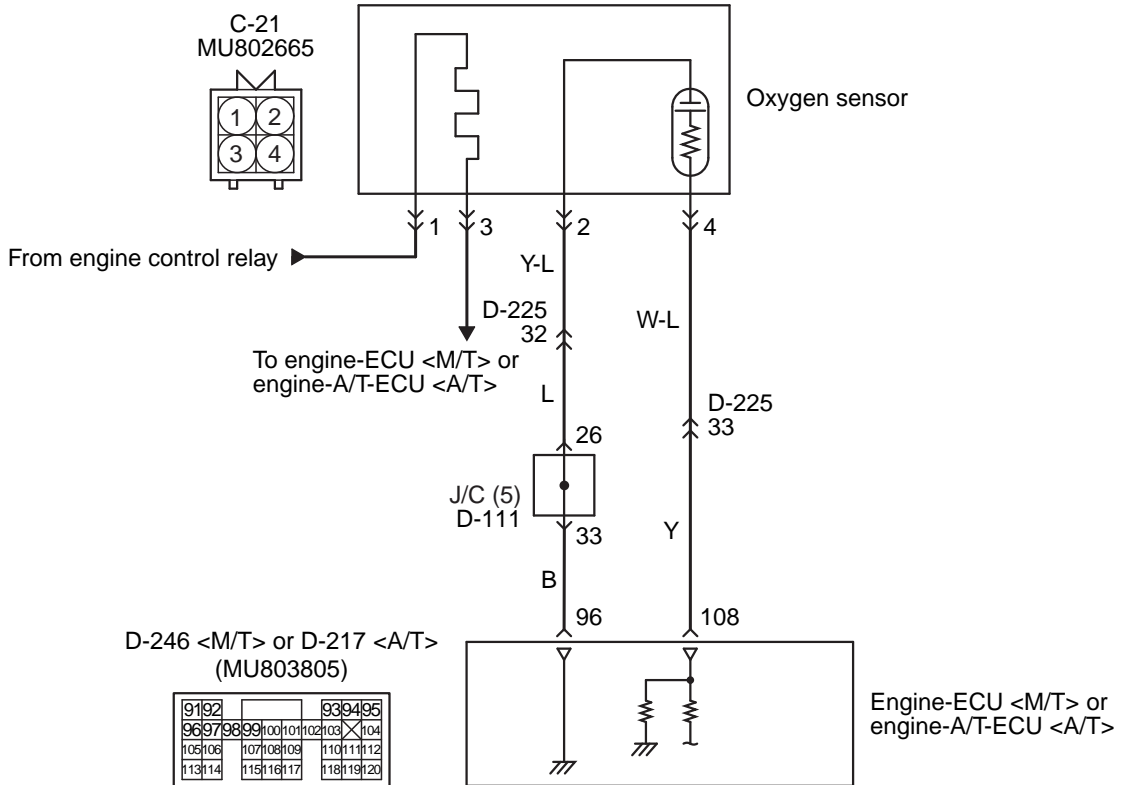 C-21
MU802665
1 2
3 4
Oxygen sensor
1
3
2
4
From engine control relay
Y-L
D-225
32
W-L
To engine-ECU <M/T> or
engine-A/T-ECU <A/T>
L
D-225
33
26
J/C (5)
D-111
33
Y
B
96
108
D-246 <M/T> or D-217 <A/T>
(MU803805)
91 92 93 94 95
96 97 98 99 100 101 102 103 104
105 106 107 108 109 110 111 112
113 114 115 116 117 118 119 120
Engine-ECU <M/T> or
engine-A/T-ECU <A/T>